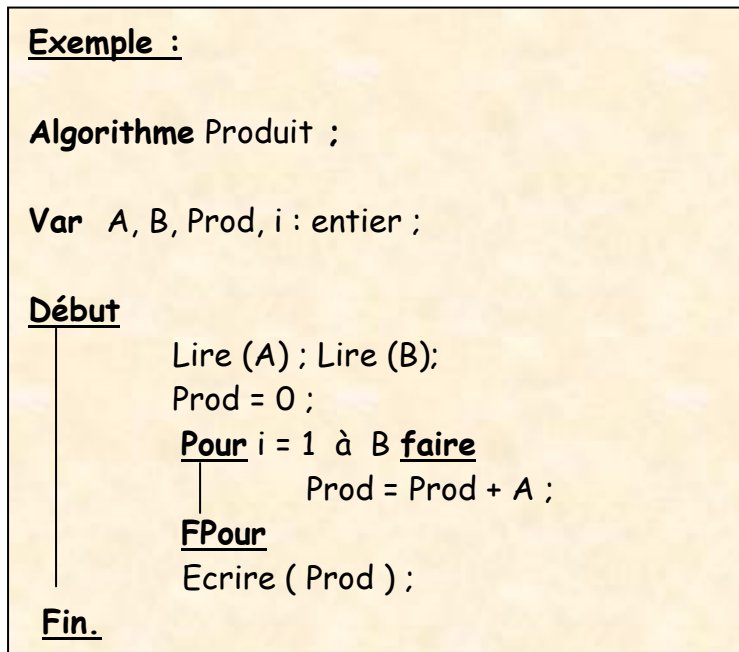 Exemple :
Algorithme Produit ;
Var A, B, Prod, i : entier ;
Début
Lire (A) ; Lire (B);
Prod = 0 ;
Pour i = 1 à B faire
Prod = Prod + A ;
FPour
Ecrire ( Prod ) ;
Fin.